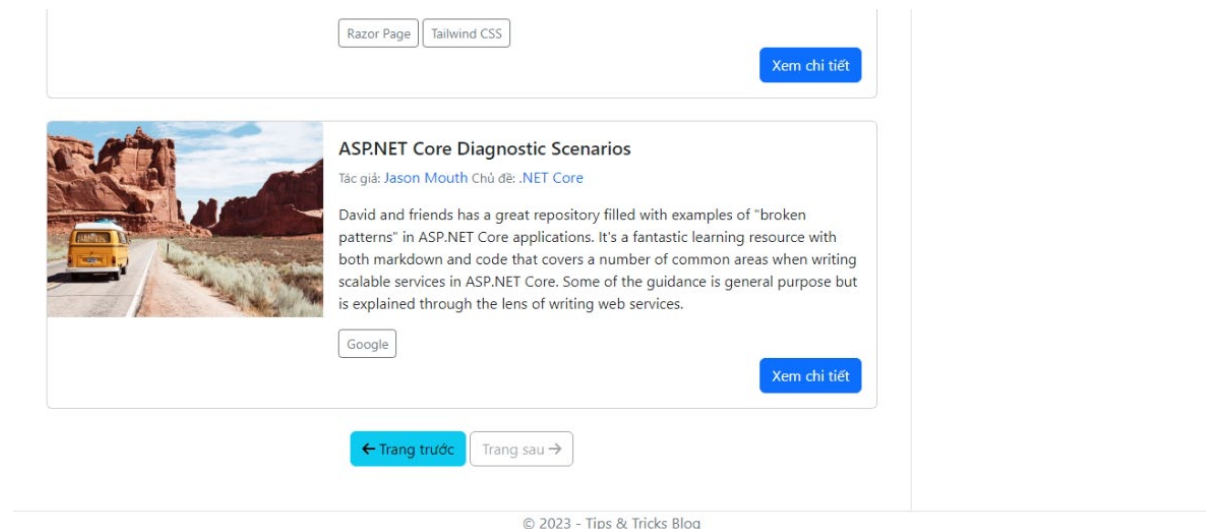 Razor Page Tailwind CSS
Xem chi tiết
ASP.NET Core Diagnostic Scenarios
Tác giả: Jason Mouth Chủ đề: .NET Core
David and friends has a great repository filled with examples of "broken
patterns" in ASP.NET Core applications. It's a fantastic learning resource with
both markdown and code that covers a number of common areas when writing
scalable services in ASP.NET Core. Some of the guidance is general purpose but
is explained through the lens of writing web services.
Google
Xem chi tiết
← Trang trước Trang sau →
© 2023 - Tips & Tricks Blog